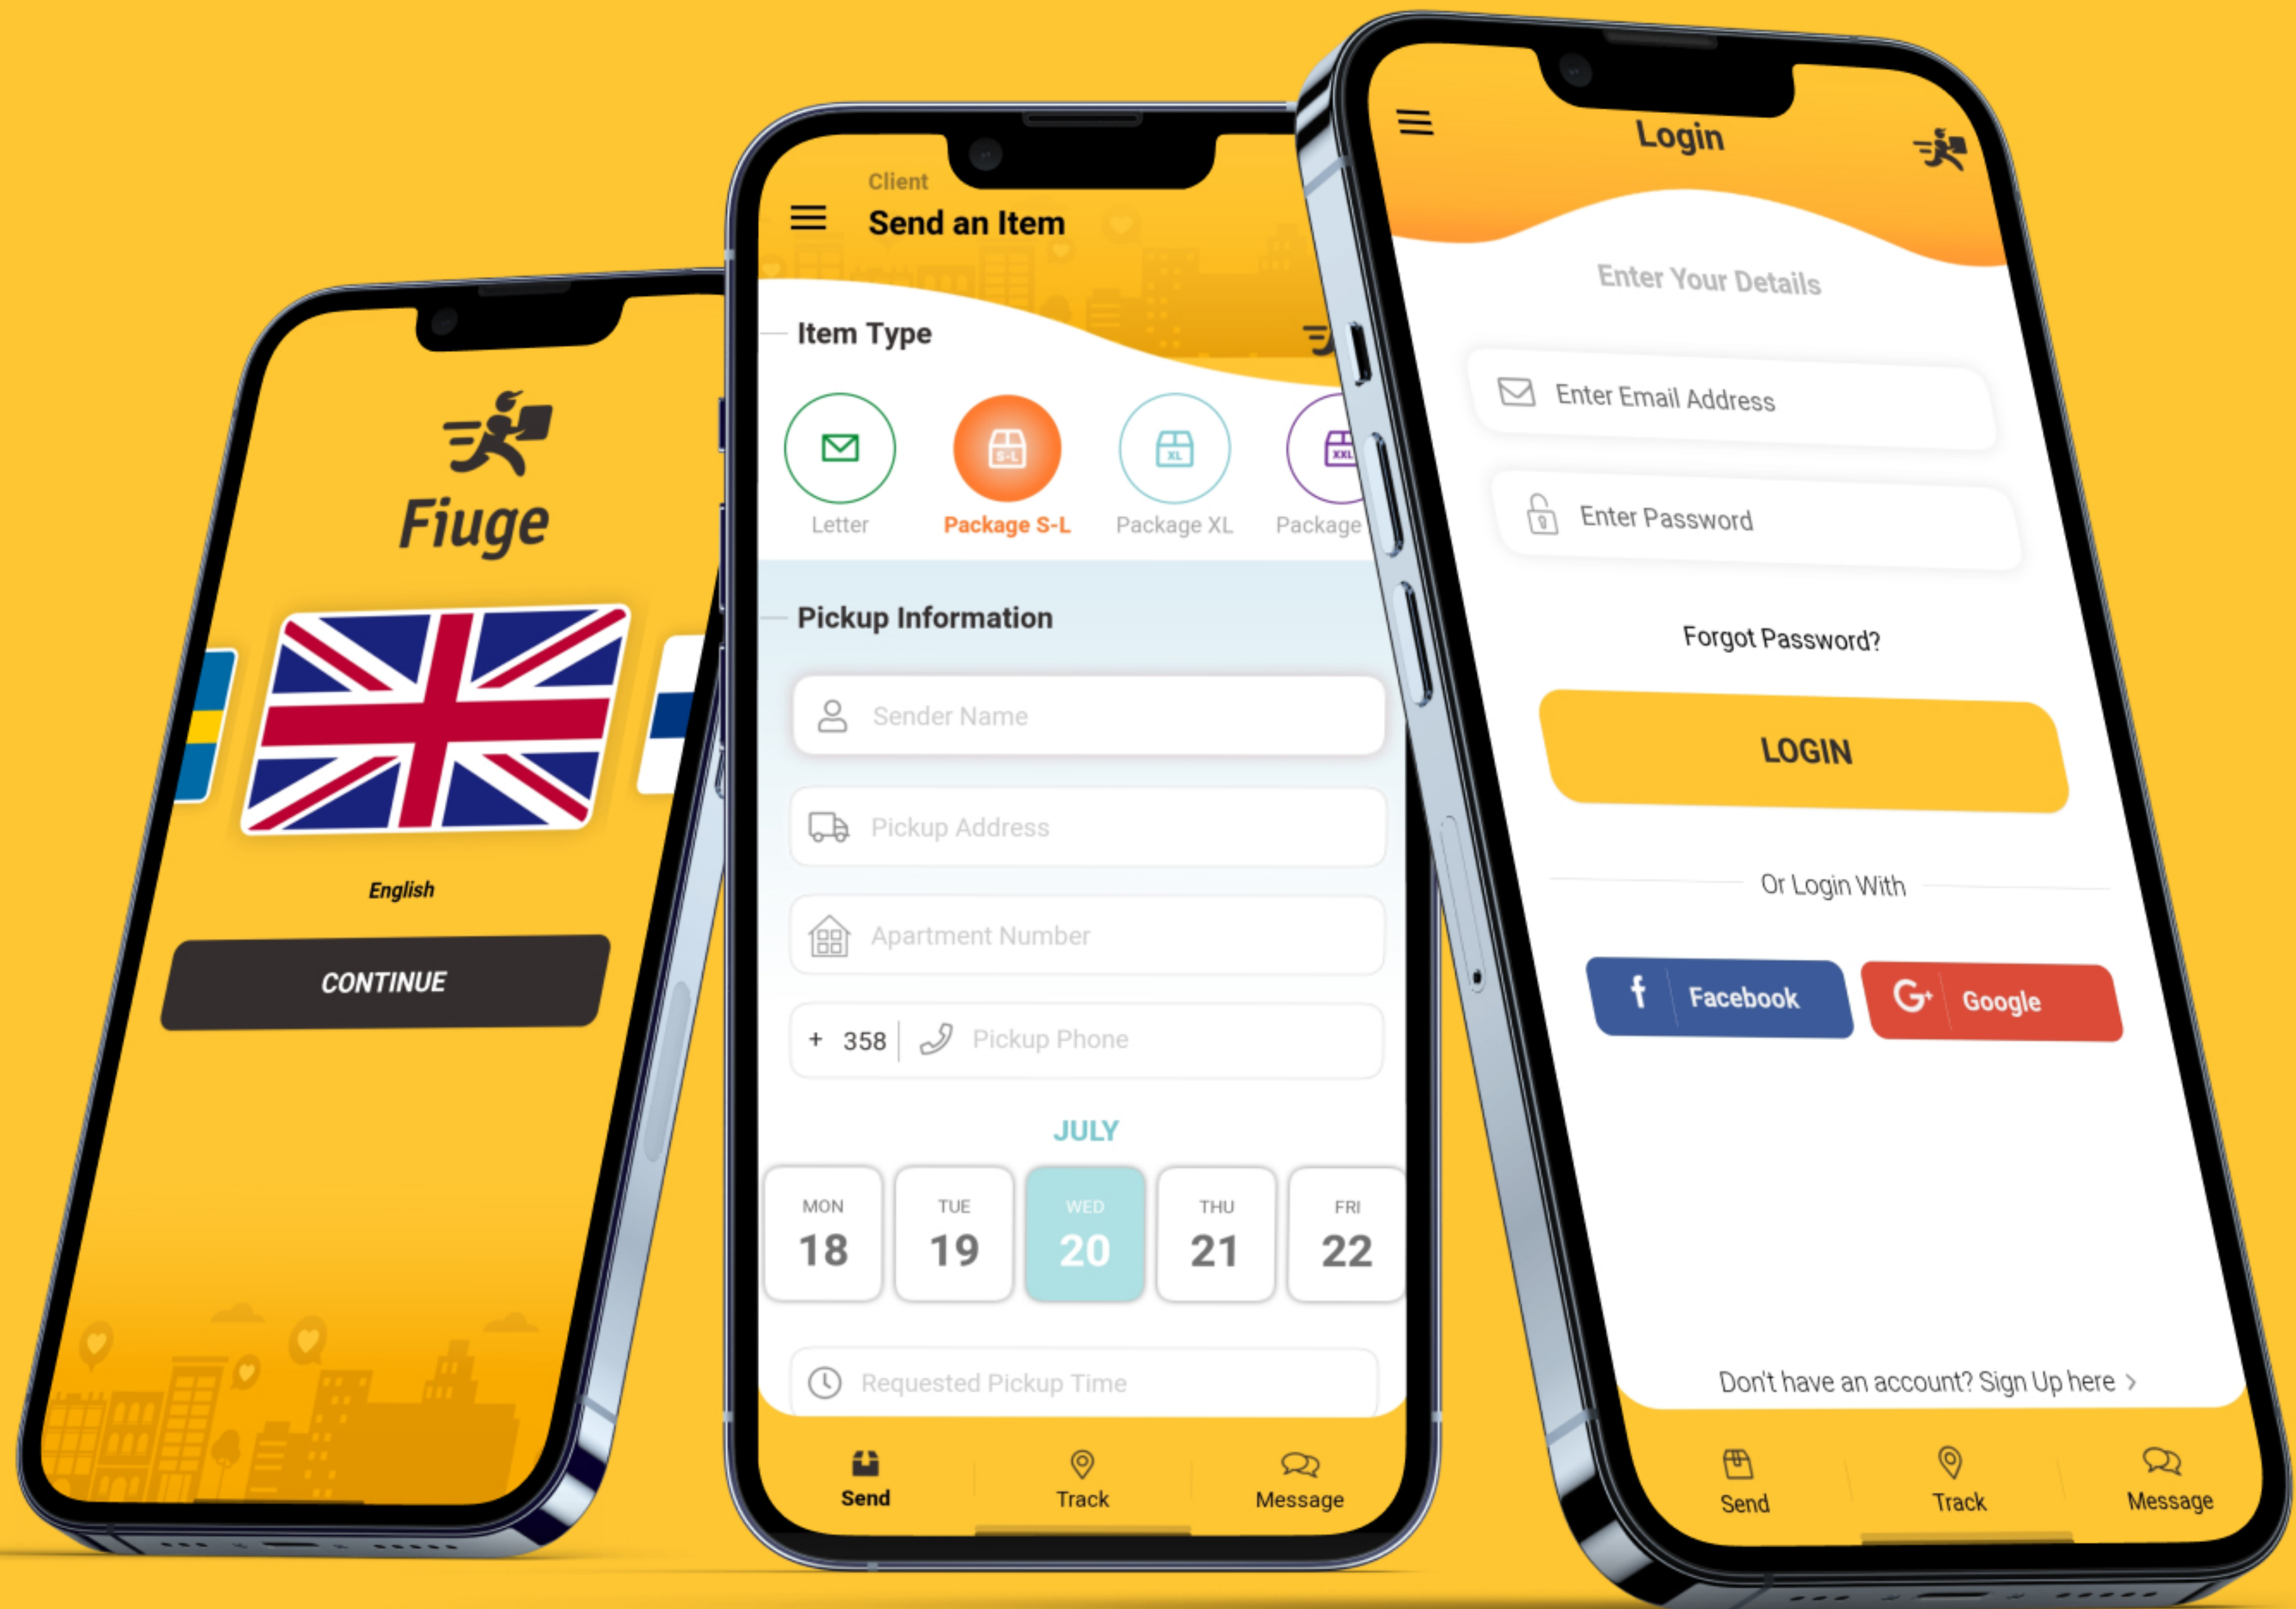 Fiuge
English
CONTINUE
Client
Send an Item
Item Type
S-L
XL
XXL
Letter
Package S-L
Package XL
Package
Pickup Information
Sender Name
Pickup Address
Apartment Number
+ 358
Pickup Phone
JULY
MON TUE WED THU FRI
18 19 20 21 22
Requested Pickup Time
Send Track Message
Login
Enter Your Details
Enter Email Address
Enter Password
Forgot Password?
LOGIN
Or Login With
f Facebook
G+ Google
Don't have an account? Sign Up here >
Send Track Message